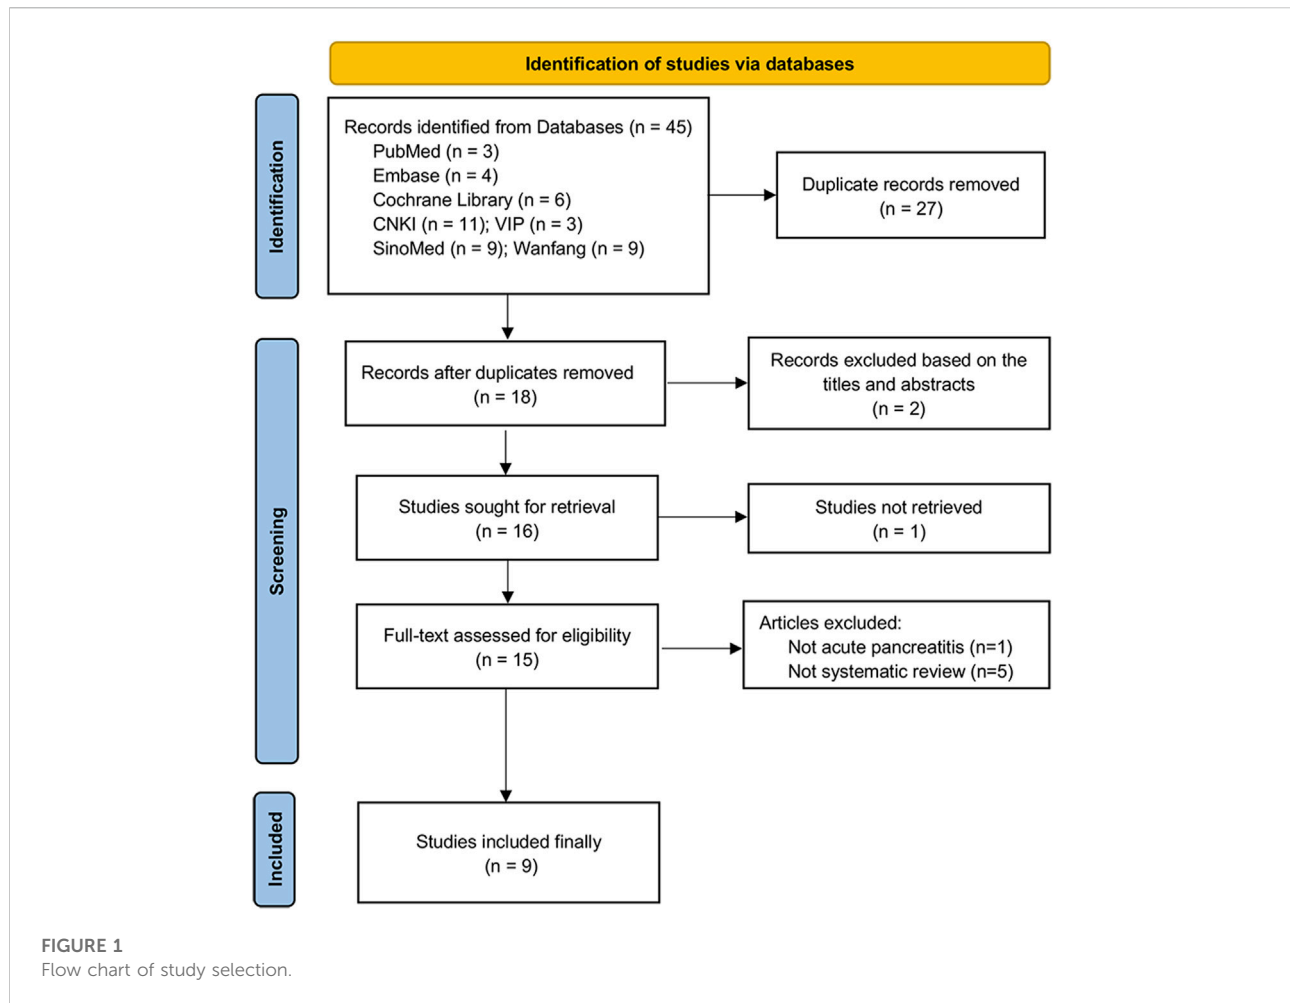 Identification of studies via databases
Identification
Records identified from Databases (n = 45)
PubMed (n = 3)
Embase (n = 4)
Cochrane Library (n = 6)
CNKI (n = 11); VIP (n = 3)
SinoMed (n = 9); Wanfang (n = 9)
Duplicate records removed
(n = 27)
Screening
Records after duplicates removed
(n = 18)
Records excluded based on the
titles and abstracts
(n = 2)
Studies sought for retrieval
(n = 16)
Studies not retrieved
(n = 1)
Full-text assessed for eligibility
(n = 15)
Articles excluded:
Not acute pancreatitis (n=1)
Not systematic review (n=5)
Included
Studies included finally
(n = 9)
FIGURE 1
Flow chart of study selection.